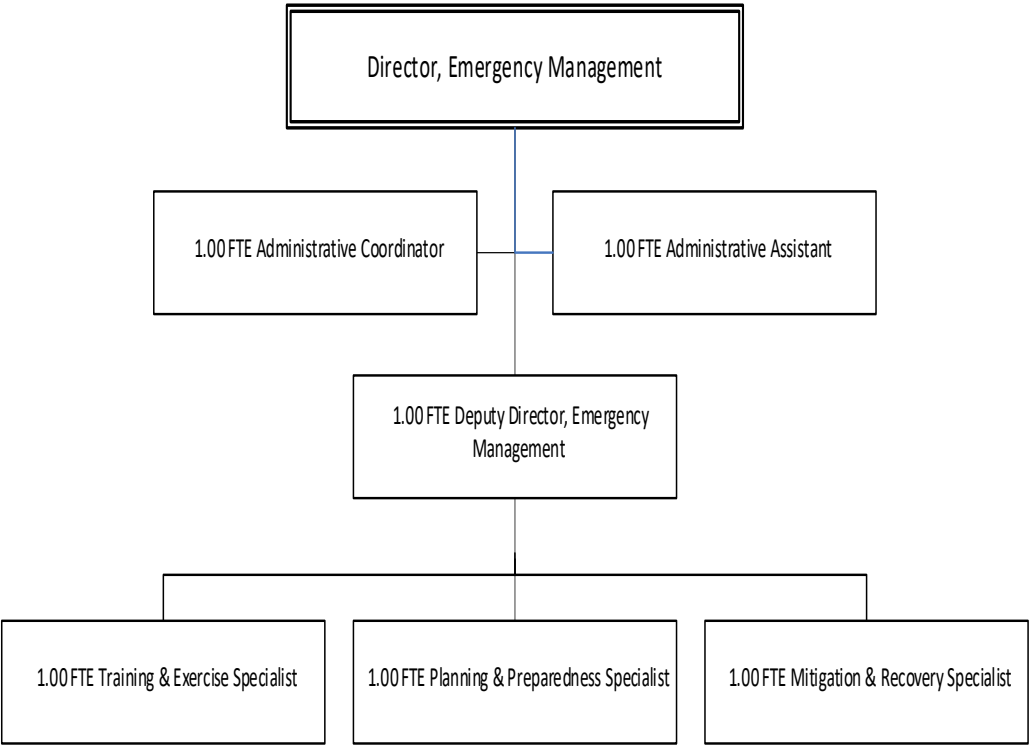 Director, Emergency Management
1.00 FTE Administrative Coordinator
1.00 FTE Administrative Assistant
1.00 FTE Deputy Director, Emergency
Management
1.00 FTE Training & Exercise Specialist
1.00 FTE Planning & Preparedness Specialist
1.00 FTE Mitigation & Recovery Specialist